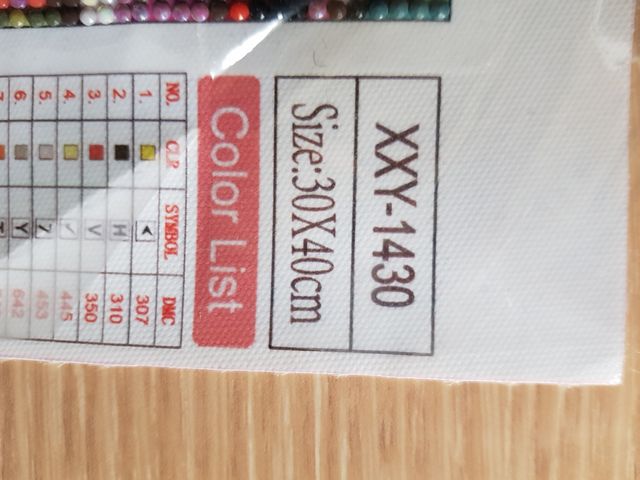 XXY-1430
Size:30X40cm
Color List
NO. CLR SYMBOL DMC
1. < 307
2. H 310
3. V 350
4. 445
5. 7 453
6. Y 642